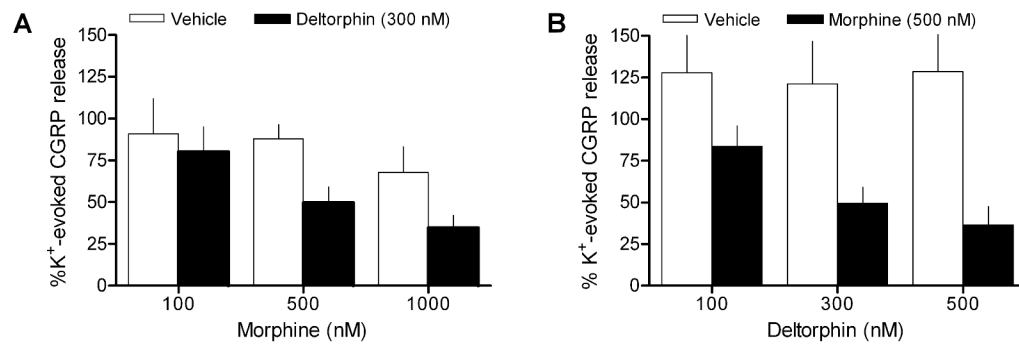 A
Vehicle
Deltorphin (300 nM)
%K⁺-evoked CGRP release
150
125
100
75
50
25
0
100
500
1000
Morphine (nM)
B
Vehicle
Morphine (500 nM)
% K⁺-evoked CGRP release
150
125
100
75
50
25
0
100
300
500
Deltorphin (nM)